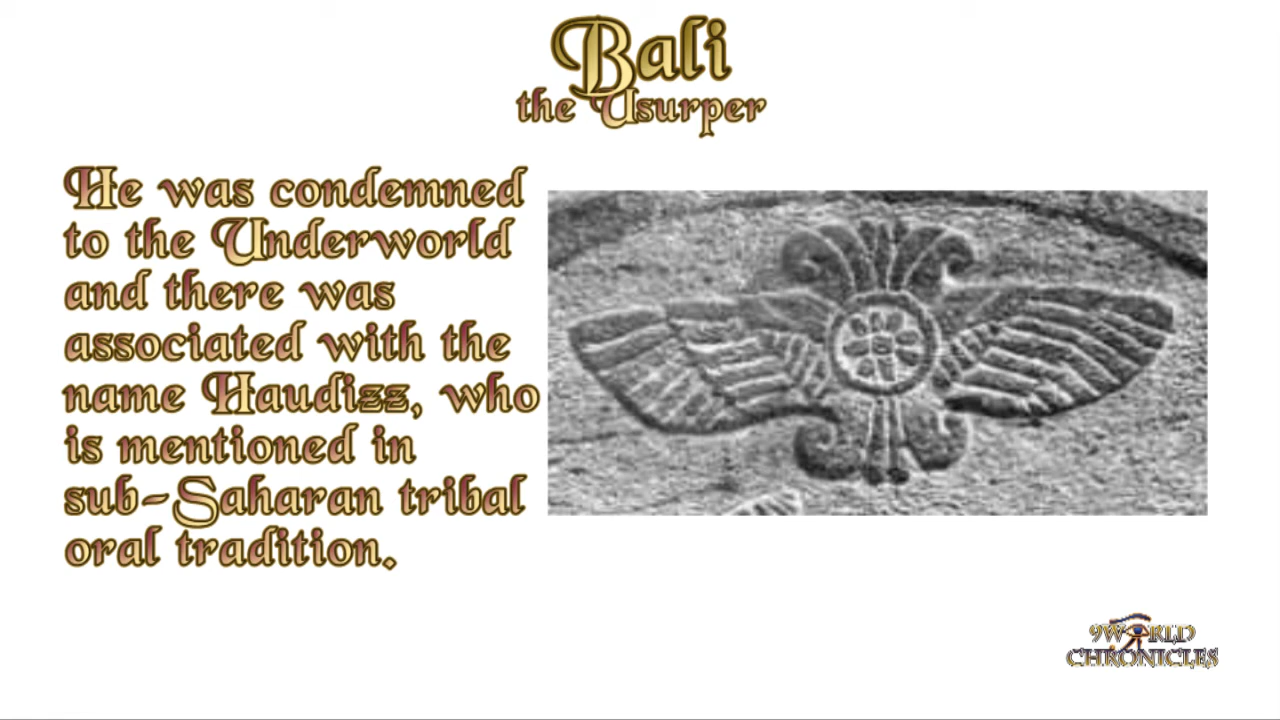 Bali
the Usurper
He was condemned
to the Underworld
and there was
associated with the
name Haudizz, who
is mentioned in
sub-Saharan tribal
oral tradition.
9WORLD
CHRONICLES